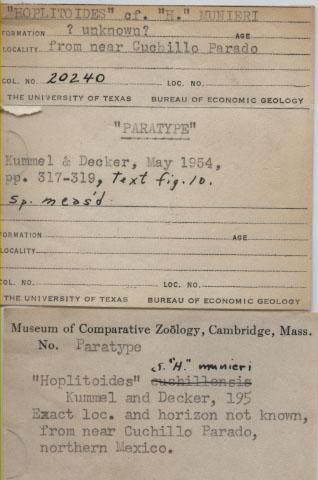 "HOPLITOIDES" cf. "H." MUNIERI
FORMATION ? unknown? AGE
LOCALITY from near Cuchillo Parado
COL. NO. 20240 LOC. NO.
THE UNIVERSITY OF TEXAS BUREAU OF ECONOMIC GEOLOGY
"PARATYPE"
Kummel & Decker, May 1954,
pp. 317-319, text fig. 10.
Sp. meas'd
FORMATION AGE
LOCALITY
COL. NO. LOC. NO.
THE UNIVERSITY OF TEXAS BUREAU OF ECONOMIC GEOLOGY
Museum of Comparative Zoölogy, Cambridge, Mass.
No. Paratype
cf. "H." munieri
"Hoplitoides" cuchillensis
Kummel and Decker, 195
Exact loc. and horizon not known,
from near Cuchillo Parado,
northern Mexico.